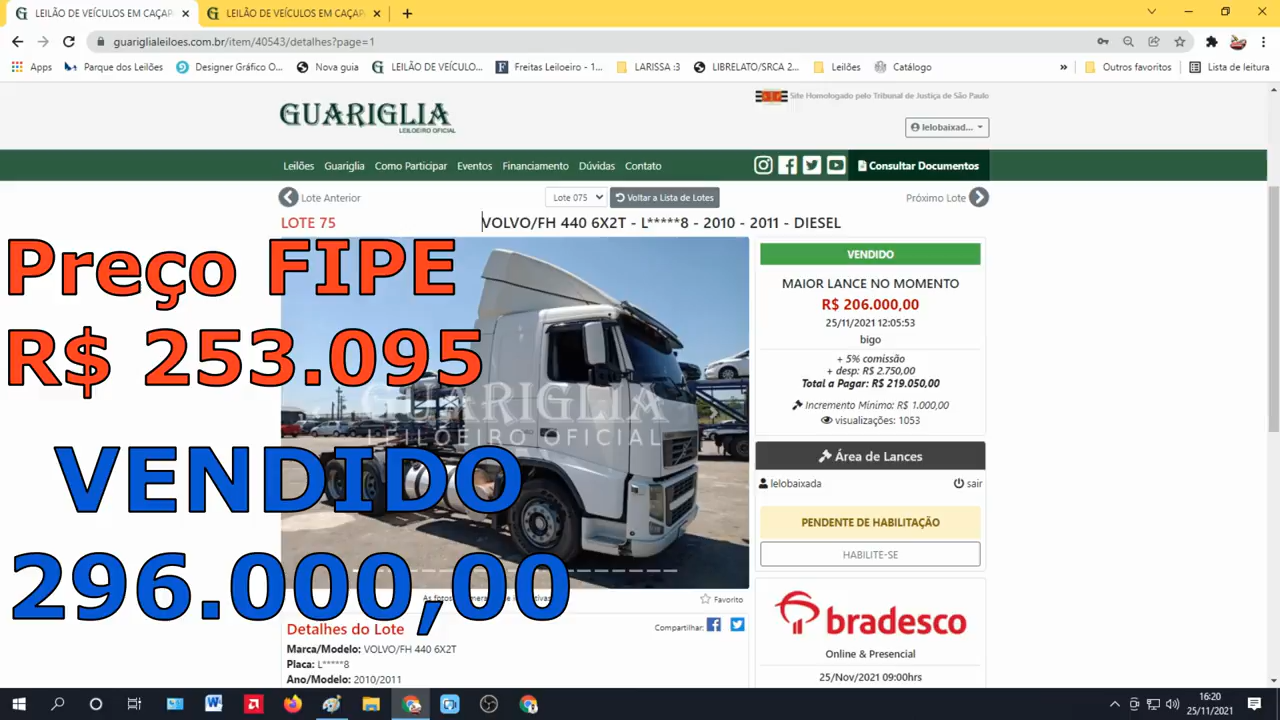 LEILÃO DE VEÍCULOS EM CAÇAP
LEILÃO DE VEÍCULOS EM CAÇAP
guariglialeiloes.com.br/item/40543/detalhes?page=1
Apps
Parque dos Leilões
Designer Gráfico O...
Nova guia
LEILÃO DE VEÍCULO...
Freitas Leiloeiro - 1...
LARISSA :3
LIBRELATO/SRCA 2...
Leilões
Catálogo
Outros favoritos
Lista de leitura
GUARIGLIA
LEILOEIRO OFICIAL
Site Homologado pelo Tribunal de Justiça de São Paulo
lelobaixad...
Leilões Guariglia Como Participar Eventos Financiamento Dúvidas Contato
Consultar Documentos
Lote Anterior
Lote 075
Voltar a Lista de Lotes
Próximo Lote
LOTE 75
VOLVO/FH 440 6X2T - L*****8 - 2010 - 2011 - DIESEL
Preço FIPE
R$ 253.095
VENDIDO
296.000,00
GUARIGLIA
LEILOEIRO OFICIAL
VENDIDO
MAIOR LANCE NO MOMENTO
R$ 206.000,00
25/11/2021 12:05:53
bigo
+ 5% comissão
+ desp: R$ 2.750,00
Total a Pagar: R$ 219.050,00
Incremento Mínimo: R$ 1.000,00
visualizações: 1053
Área de Lances
lelobaixada
sair
PENDENTE DE HABILITAÇÃO
HABILITE-SE
Favorito
Detalhes do Lote
Compartilhar:
Marca/Modelo: VOLVO/FH 440 6X2T
Placa: L*****8
Ano/Modelo: 2010/2011
bradesco
Online & Presencial
25/Nov/2021 09:00hrs
16:20
25/11/2021